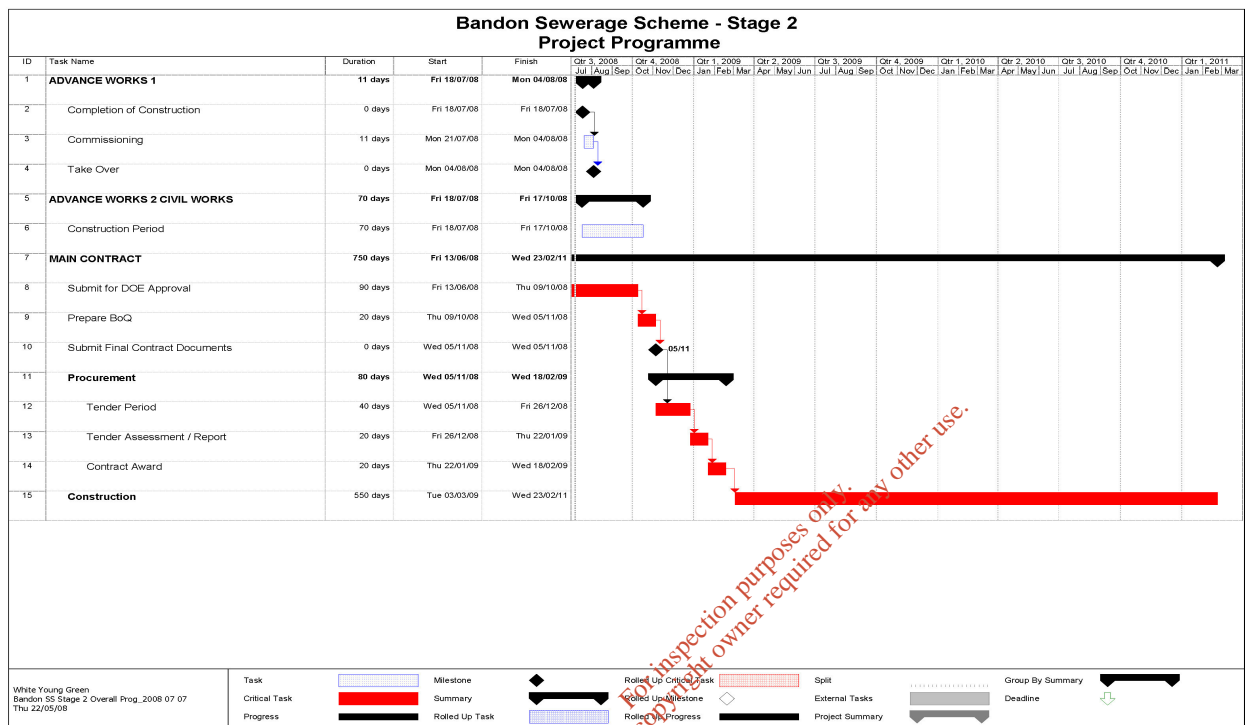 Bandon Sewerage Scheme - Stage 2
Project Programme
ID Task Name Duration Start Finish Qtr 3, 2008 Qtr 4, 2008 Qtr 1, 2009 Qtr 2, 2009 Qtr 3, 2009 Qtr 4, 2009 Qtr 1, 2010 Qtr 2, 2010 Qtr 3, 2010 Qtr 4, 2010 Qtr 1, 2011
Jul Aug Sep Oct Nov Dec Jan Feb Mar Apr May Jun Jul Aug Sep Oct Nov Dec Jan Feb Mar Apr May Jun Jul Aug Sep Oct Nov Dec Jan Feb Mar
1 ADVANCE WORKS 1 11 days Fri 18/07/08 Mon 04/08/08
2 Completion of Construction 0 days Fri 18/07/08 Fri 18/07/08
3 Commissioning 11 days Mon 21/07/08 Mon 04/08/08
4 Take Over 0 days Mon 04/08/08 Mon 04/08/08
5 ADVANCE WORKS 2 CIVIL WORKS 70 days Fri 18/07/08 Fri 17/10/08
6 Construction Period 70 days Fri 18/07/08 Fri 17/10/08
7 MAIN CONTRACT 750 days Fri 13/06/08 Wed 23/02/11
8 Submit for DOE Approval 90 days Fri 13/06/08 Thu 09/10/08
9 Prepare BoQ 20 days Thu 09/10/08 Wed 05/11/08
10 Submit Final Contract Documents 0 days Wed 05/11/08 Wed 05/11/08 05/11
11 Procurement 80 days Wed 05/11/08 Wed 18/02/09
12 Tender Period 40 days Wed 05/11/08 Fri 26/12/08
13 Tender Assessment / Report 20 days Fri 26/12/08 Thu 22/01/09
14 Contract Award 20 days Thu 22/01/09 Wed 18/02/09
15 Construction 550 days Tue 03/03/09 Wed 23/02/11
For inspection purposes only.
copyright owner required for any other use.
White Young Green
Bandon SS Stage 2 Overall Prog_2008 07 07
Thu 22/05/08
Task Milestone Rolled Up Critical Task Split Group By Summary
Critical Task Summary Rolled Up Milestone External Tasks Deadline
Progress Rolled Up Task Rolled Up Progress Project Summary